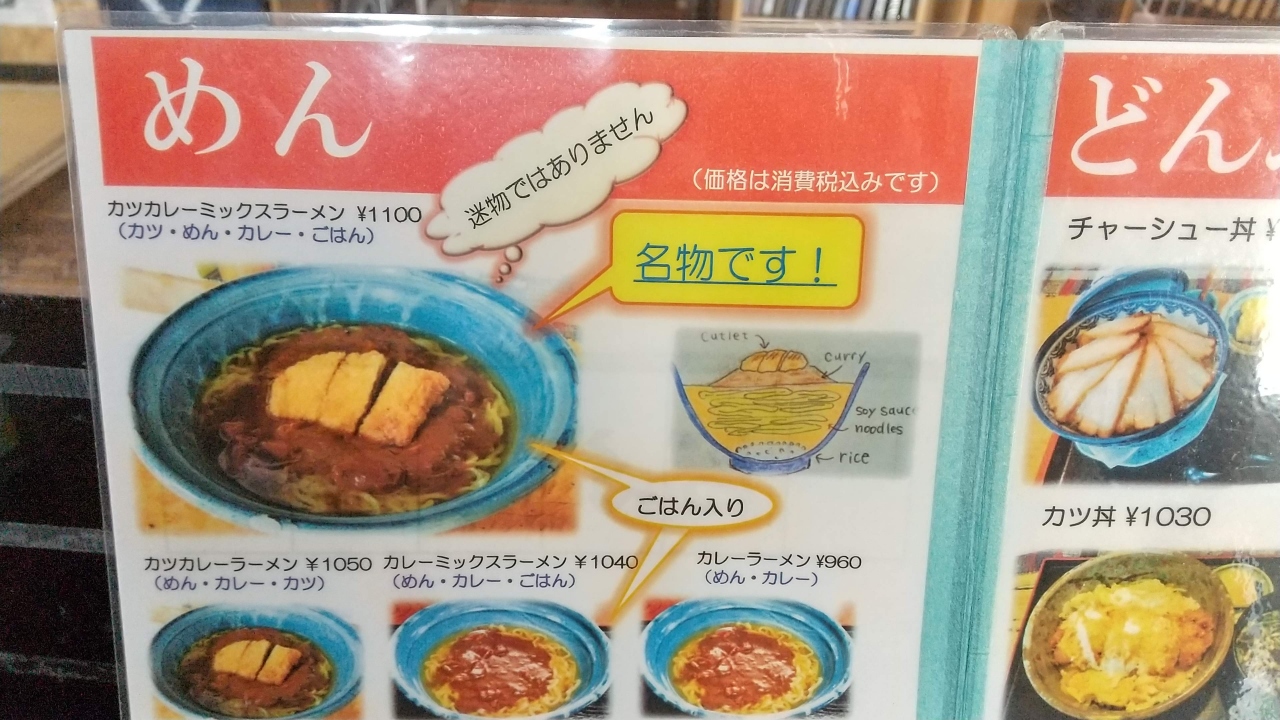 めん
迷物ではありません
（価格は消費税込みです）
カツカレーミックスラーメン ¥1100
（カツ・めん・カレー・ごはん）
名物です！
cutlet
curry
soy sauc
noodles
rice
ごはん入り
カツカレーラーメン ¥1050
（めん・カレー・カツ）
カレーミックスラーメン ¥1040
（めん・カレー・ごはん）
カレーラーメン ¥960
（めん・カレー）
どん
チャーシュー丼 ¥
カツ丼 ¥1030